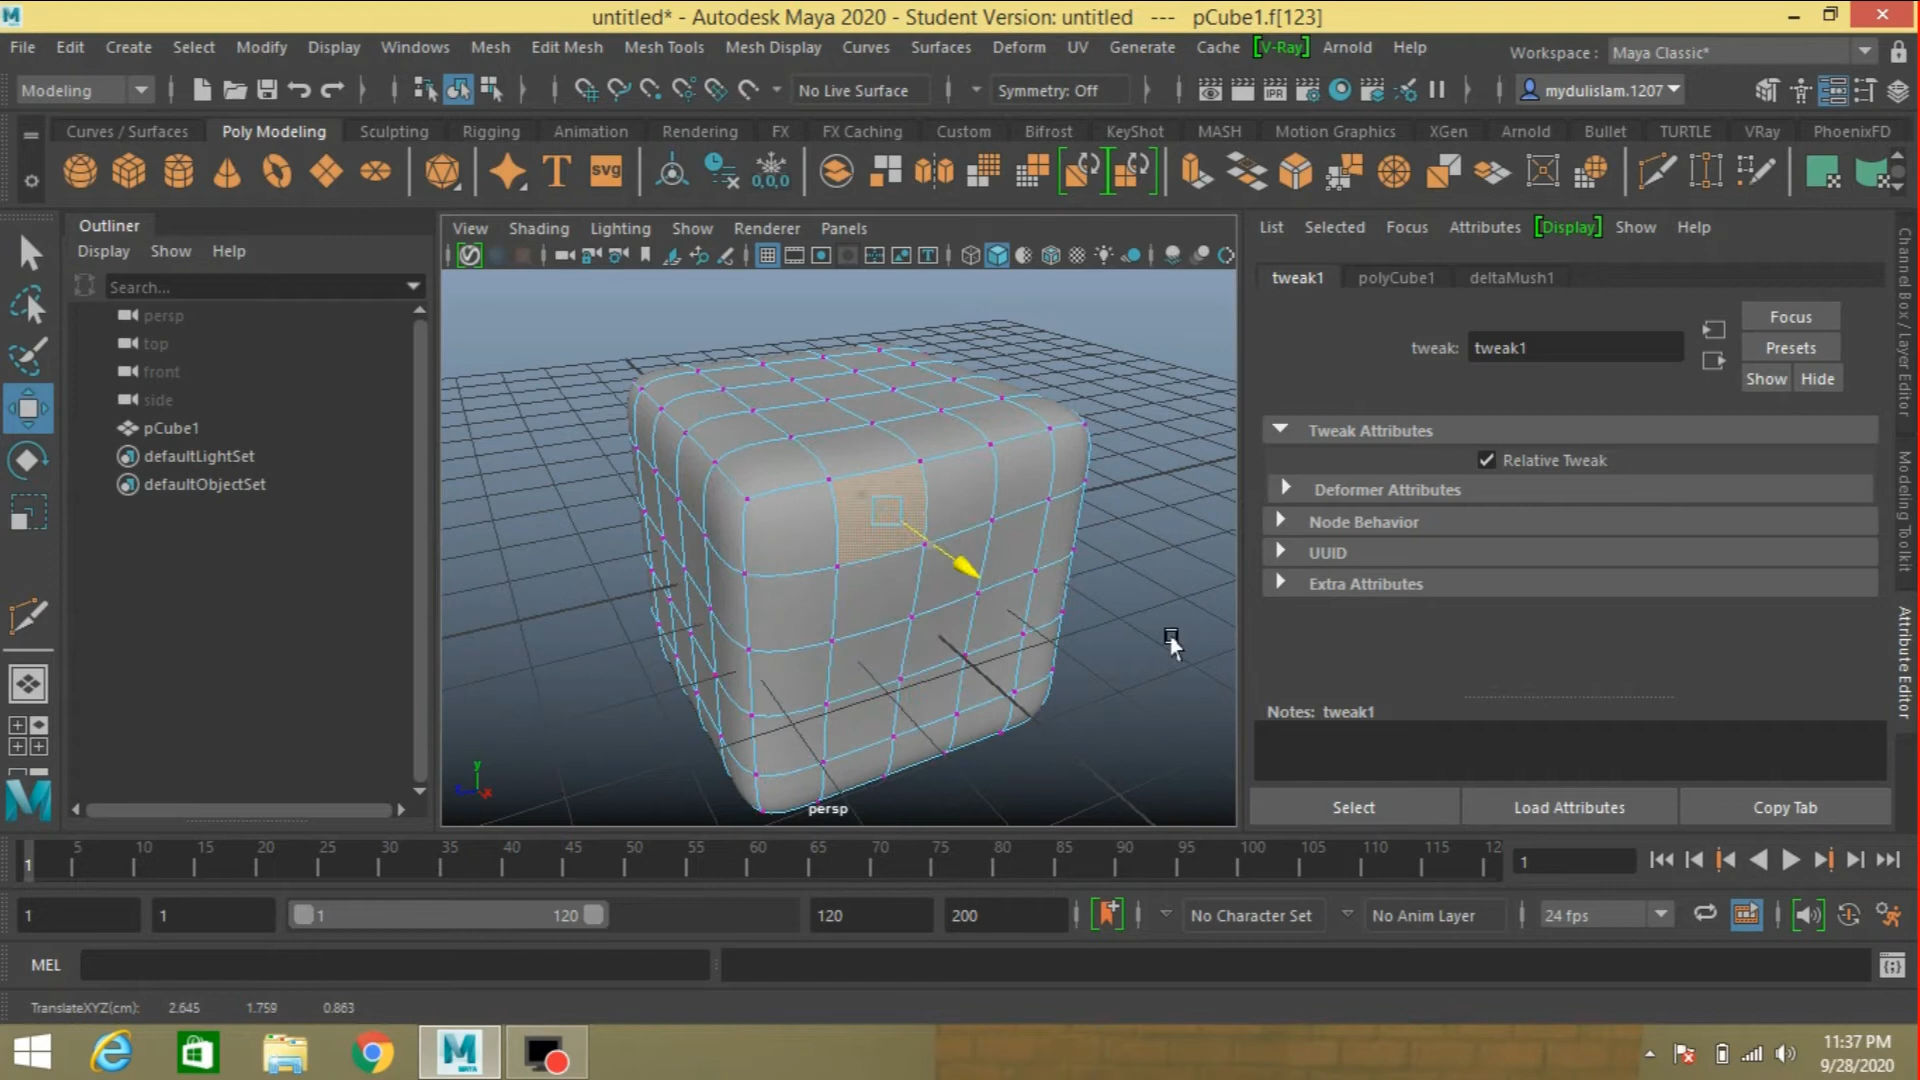 untitled* - Autodesk Maya 2020 - Student Version: untitled --- pCube1.f[123]
File Edit Create Select Modify Display Windows Mesh Edit Mesh Mesh Tools Mesh Display Curves Surfaces Deform UV Generate Cache [V-Ray] Arnold Help
Workspace : Maya Classic*
Modeling No Live Surface Symmetry: Off IPR mydulislam.1207
Curves / Surfaces Poly Modeling Sculpting Rigging Animation Rendering FX FX Caching Custom Bifrost KeyShot MASH Motion Graphics XGen Arnold Bullet TURTLE VRay PhoenixFD
T SVG 0,0,0
Outliner
Display Show Help
Search...
persp
top
front
side
pCube1
defaultLightSet
defaultObjectSet
View Shading Lighting Show Renderer Panels
y
x
persp
List Selected Focus Attributes [Display] Show Help
tweak1 polyCube1 deltaMush1
tweak: tweak1
Focus
Presets
Show Hide
Tweak Attributes
Relative Tweak
Deformer Attributes
Node Behavior
UUID
Extra Attributes
Notes: tweak1
Select Load Attributes Copy Tab
Channel Box / Layer Editor
Modeling Toolkit
Attribute Editor
1 5 10 15 20 25 30 35 40 45 50 55 60 65 70 75 80 85 90 95 100 105 110 115 12 1
1 1 1 120 120 200 No Character Set No Anim Layer 24 fps
MEL
TranslateXYZ(cm): 2.645 1.759 0.863
M MAYA
11:37 PM
9/28/2020